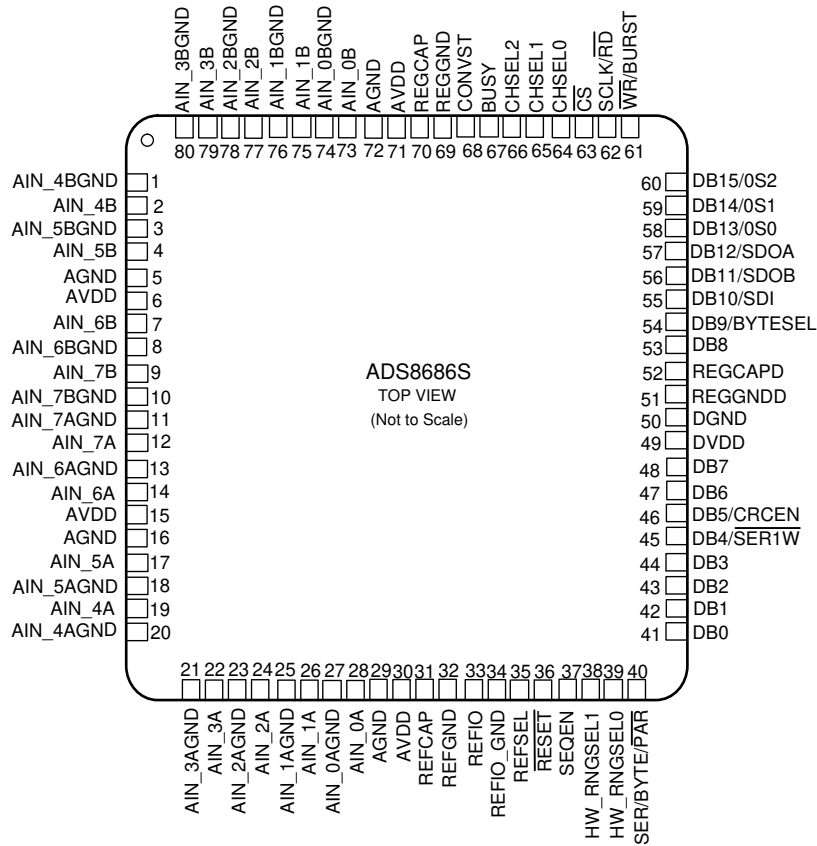 AIN_3BGND
AIN_3B
AIN_2BGND
AIN_2B
AIN_1BGND
AIN_1B
AIN_0BGND
AIN_0B
AGND
AVDD
REGCAP
REGGND
CONVST
BUSY
CHSEL2
CHSEL1
CHSEL0
CS
SCLK/RD
WR/BURST
80 79 78 77 76 75 74 73 72 71 70 69 68 67 66 65 64 63 62 61
AIN_4BGND 1
AIN_4B 2
AIN_5BGND 3
AIN_5B 4
AGND 5
AVDD 6
AIN_6B 7
AIN_6BGND 8
AIN_7B 9
AIN_7BGND 10
AIN_7AGND 11
AIN_7A 12
AIN_6AGND 13
AIN_6A 14
AVDD 15
AGND 16
AIN_5A 17
AIN_5AGND 18
AIN_4A 19
AIN_4AGND 20
ADS8686S
TOP VIEW
(Not to Scale)
60 DB15/0S2
59 DB14/0S1
58 DB13/0S0
57 DB12/SDOA
56 DB11/SDOB
55 DB10/SDI
54 DB9/BYTESEL
53 DB8
52 REGCAPD
51 REGGNDD
50 DGND
49 DVDD
48 DB7
47 DB6
46 DB5/CRCEN
45 DB4/SER1W
44 DB3
43 DB2
42 DB1
41 DB0
21 22 23 24 25 26 27 28 29 30 31 32 33 34 35 36 37 38 39 40
AIN_3AGND
AIN_3A
AIN_2AGND
AIN_2A
AIN_1AGND
AIN_1A
AIN_0AGND
AIN_0A
AGND
AVDD
REFCAP
REFGND
REFIO
REFIO_GND
REFSEL
RESET
SEQEN
HW_RNGSEL1
HW_RNGSEL0
SER/BYTE/PAR